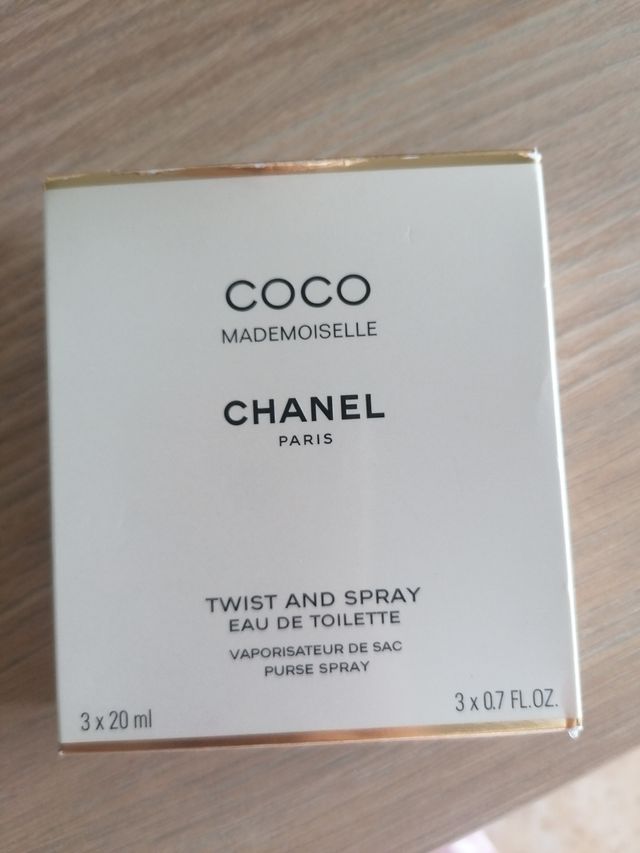 COCO
MADEMOISELLE
CHANEL
PARIS
TWIST AND SPRAY
EAU DE TOILETTE
VAPORISATEUR DE SAC
PURSE SPRAY
3 x 20 ml
3 x 0.7 FL.OZ.